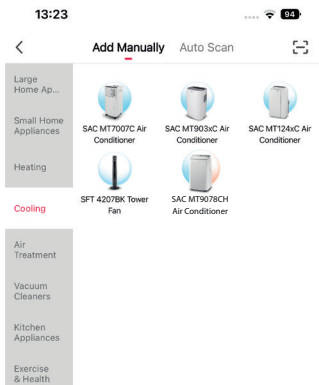 13:23
94
Add Manually Auto Scan
Large
Home Ap...
Small Home
Appliances
Heating
Cooling
Air
Treatment
Vacuum
Cleaners
Kitchen
Appliances
Exercise
& Health
SAC MT7007C Air
Conditioner
SAC MT903xC Air
Conditioner
SAC MT124xC Air
Conditioner
SFT 4207BK Tower
Fan
SAC MT9078CH
Air Conditioner